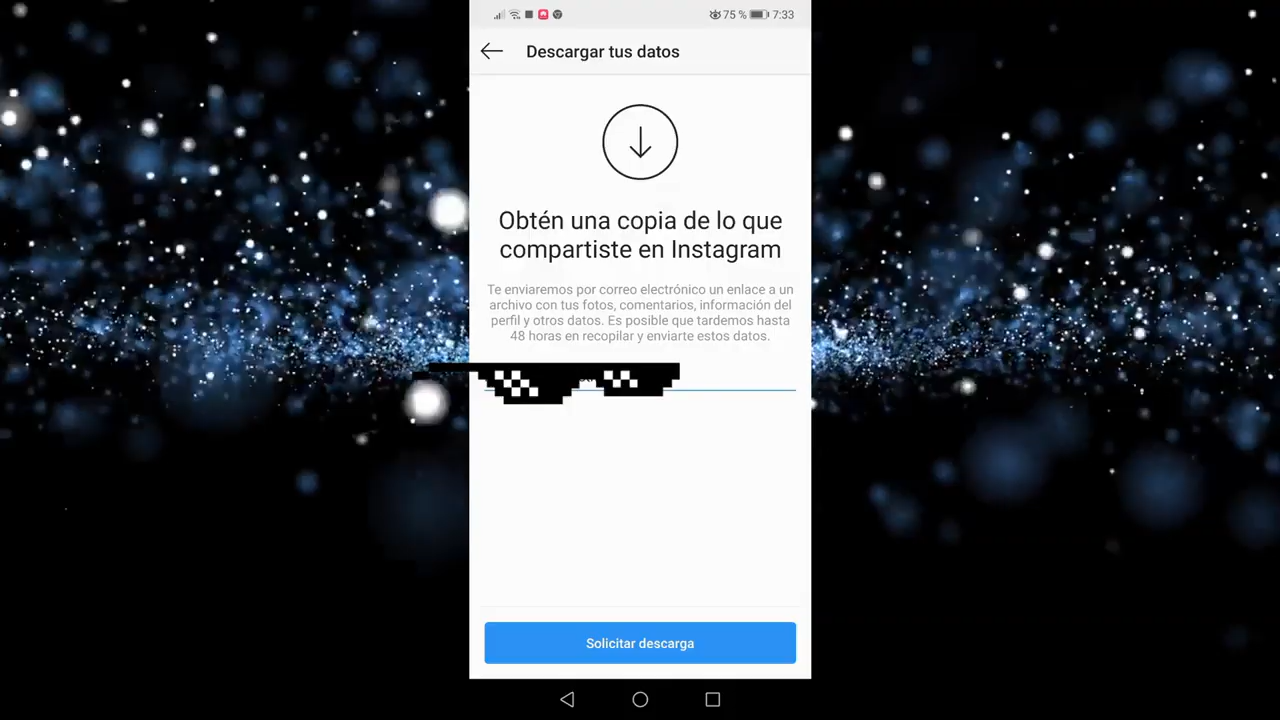 75 % 7:33
Descargar tus datos
Obtén una copia de lo que
compartiste en Instagram
Te enviaremos por correo electrónico un enlace a un
archivo con tus fotos, comentarios, información del
perfil y otros datos. Es posible que tardemos hasta
48 horas en recopilar y enviarte estos datos.
Solicitar descarga